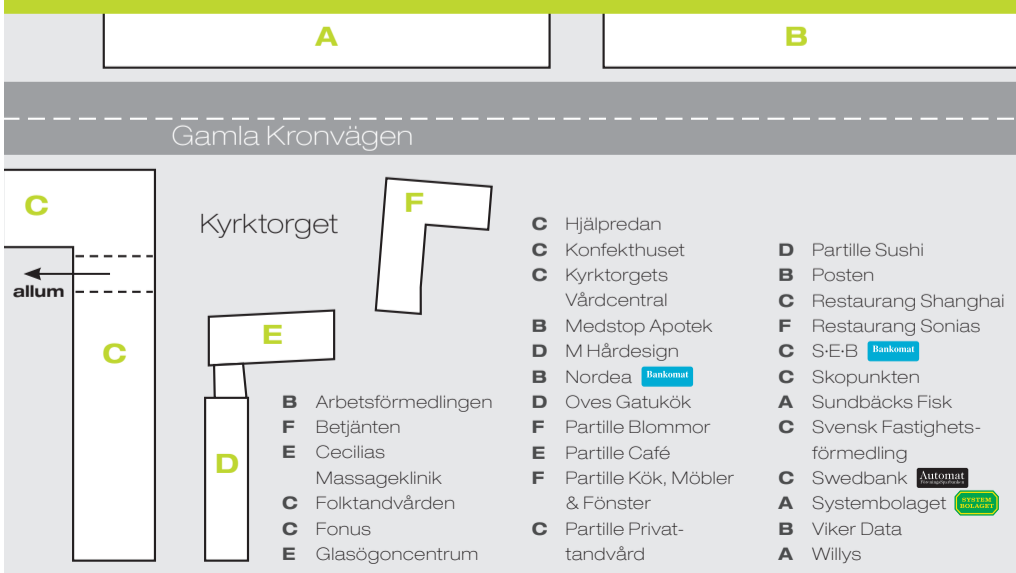 A
B
Gamla Kronvägen
C
Kyrktorget
F
allum
C
E
D
B Arbetsförmedlingen
F Betjänten
E Cecilias
Massageklinik
C Folktandvården
C Fonus
E Glasögoncentrum
C Hjälpredan
C Konfekthuset
C Kyrktorgets
Vårdcentral
B Medstop Apotek
D M Hårdesign
B Nordea Bankomat
D Oves Gatukök
F Partille Blommor
E Partille Café
F Partille Kök, Möbler
& Fönster
C Partille Privat-
tandvård
D Partille Sushi
B Posten
C Restaurang Shanghai
F Restaurang Sonias
C S·E·B Bankomat
C Skopunkten
A Sundbäcks Fisk
C Svensk Fastighets-
förmedling
C Swedbank Automat
A Systembolaget SYSTEM
BOLAGET
B Viker Data
A Willys